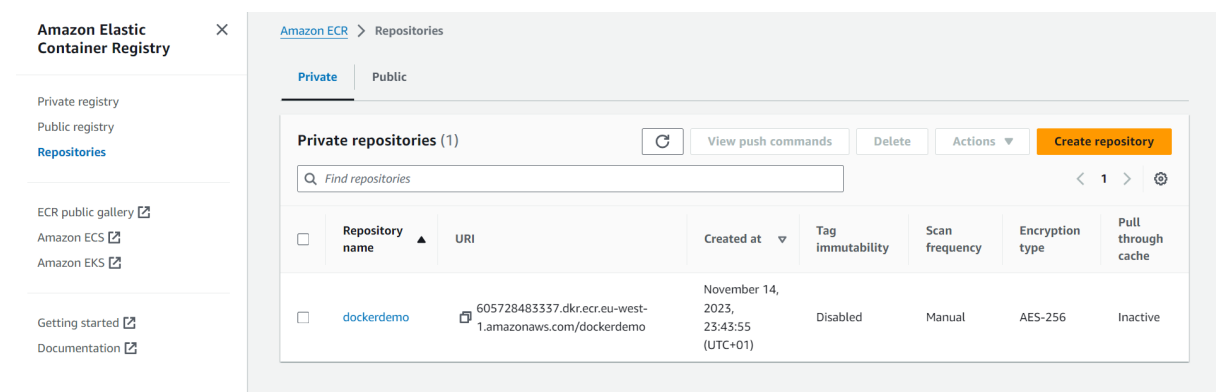 Amazon Elastic
Container Registry
Private registry
Public registry
Repositories
ECR public gallery
Amazon ECS
Amazon EKS
Getting started
Documentation
Amazon ECR > Repositories
Private
Public
Private repositories (1)
View push commands
Delete
Actions
Create repository
Find repositories
1
Repository
name
URI
Created at
Tag
immutability
Scan
frequency
Encryption
type
Pull
through
cache
dockerdemo
605728483337.dkr.ecr.eu-west-
1.amazonaws.com/dockerdemo
November 14,
2023,
23:43:55
(UTC+01)
Disabled
Manual
AES-256
Inactive